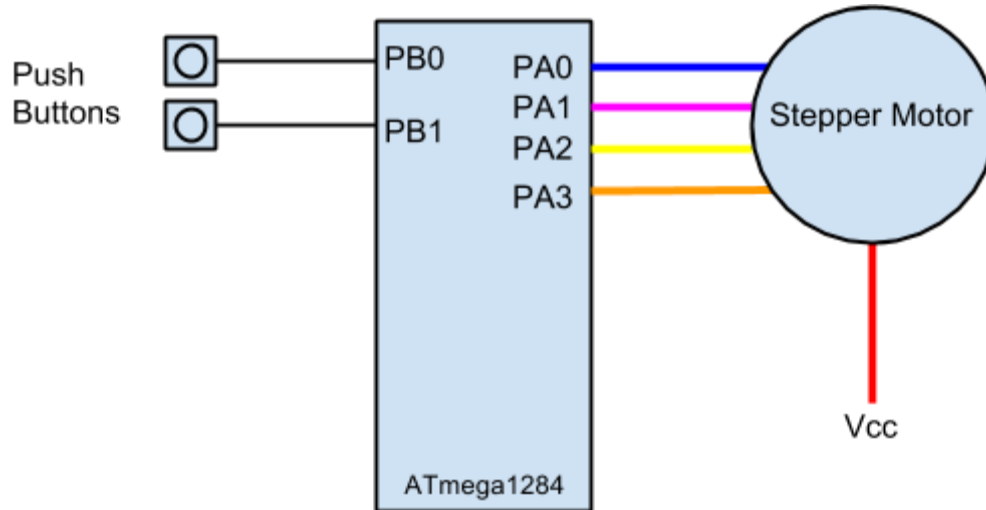 Push
Buttons
PB0
PB1
PA0
PA1
PA2
PA3
Stepper Motor
Vcc
ATmega1284